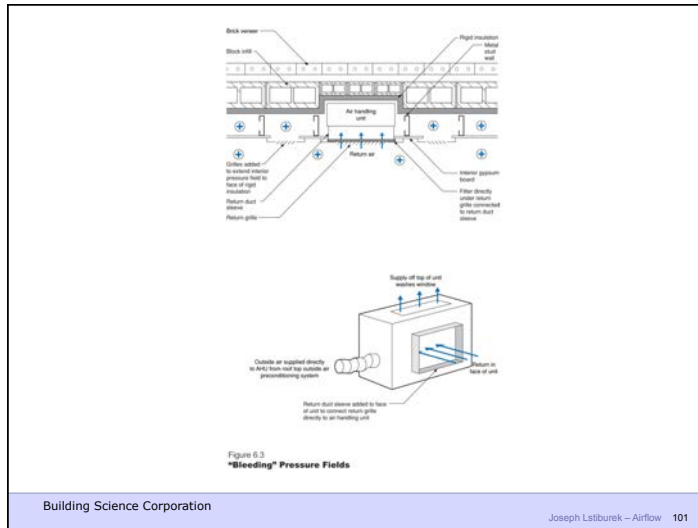 Brick veneer
Block infill
Rigid insulation
Metal
stud
wall
Air handling
unit
Return air
Grilles added
to extend interior
pressure field to
face of rigid
insulation
Return duct
sleeve
Return grille
Interior gypsum
board
Filter directly
under return
grille connected
to return duct
sleeve
Supply off top of unit
washes window
Outside air supplied directly
to AHU from roof top outside air
preconditioning system
Return in
face of unit
Return duct sleeve added to face
of unit to connect return grille
directly to air handling unit
Figure 6.3
"Bleeding" Pressure Fields
Building Science Corporation
Joseph Lstiburek – Airflow 101